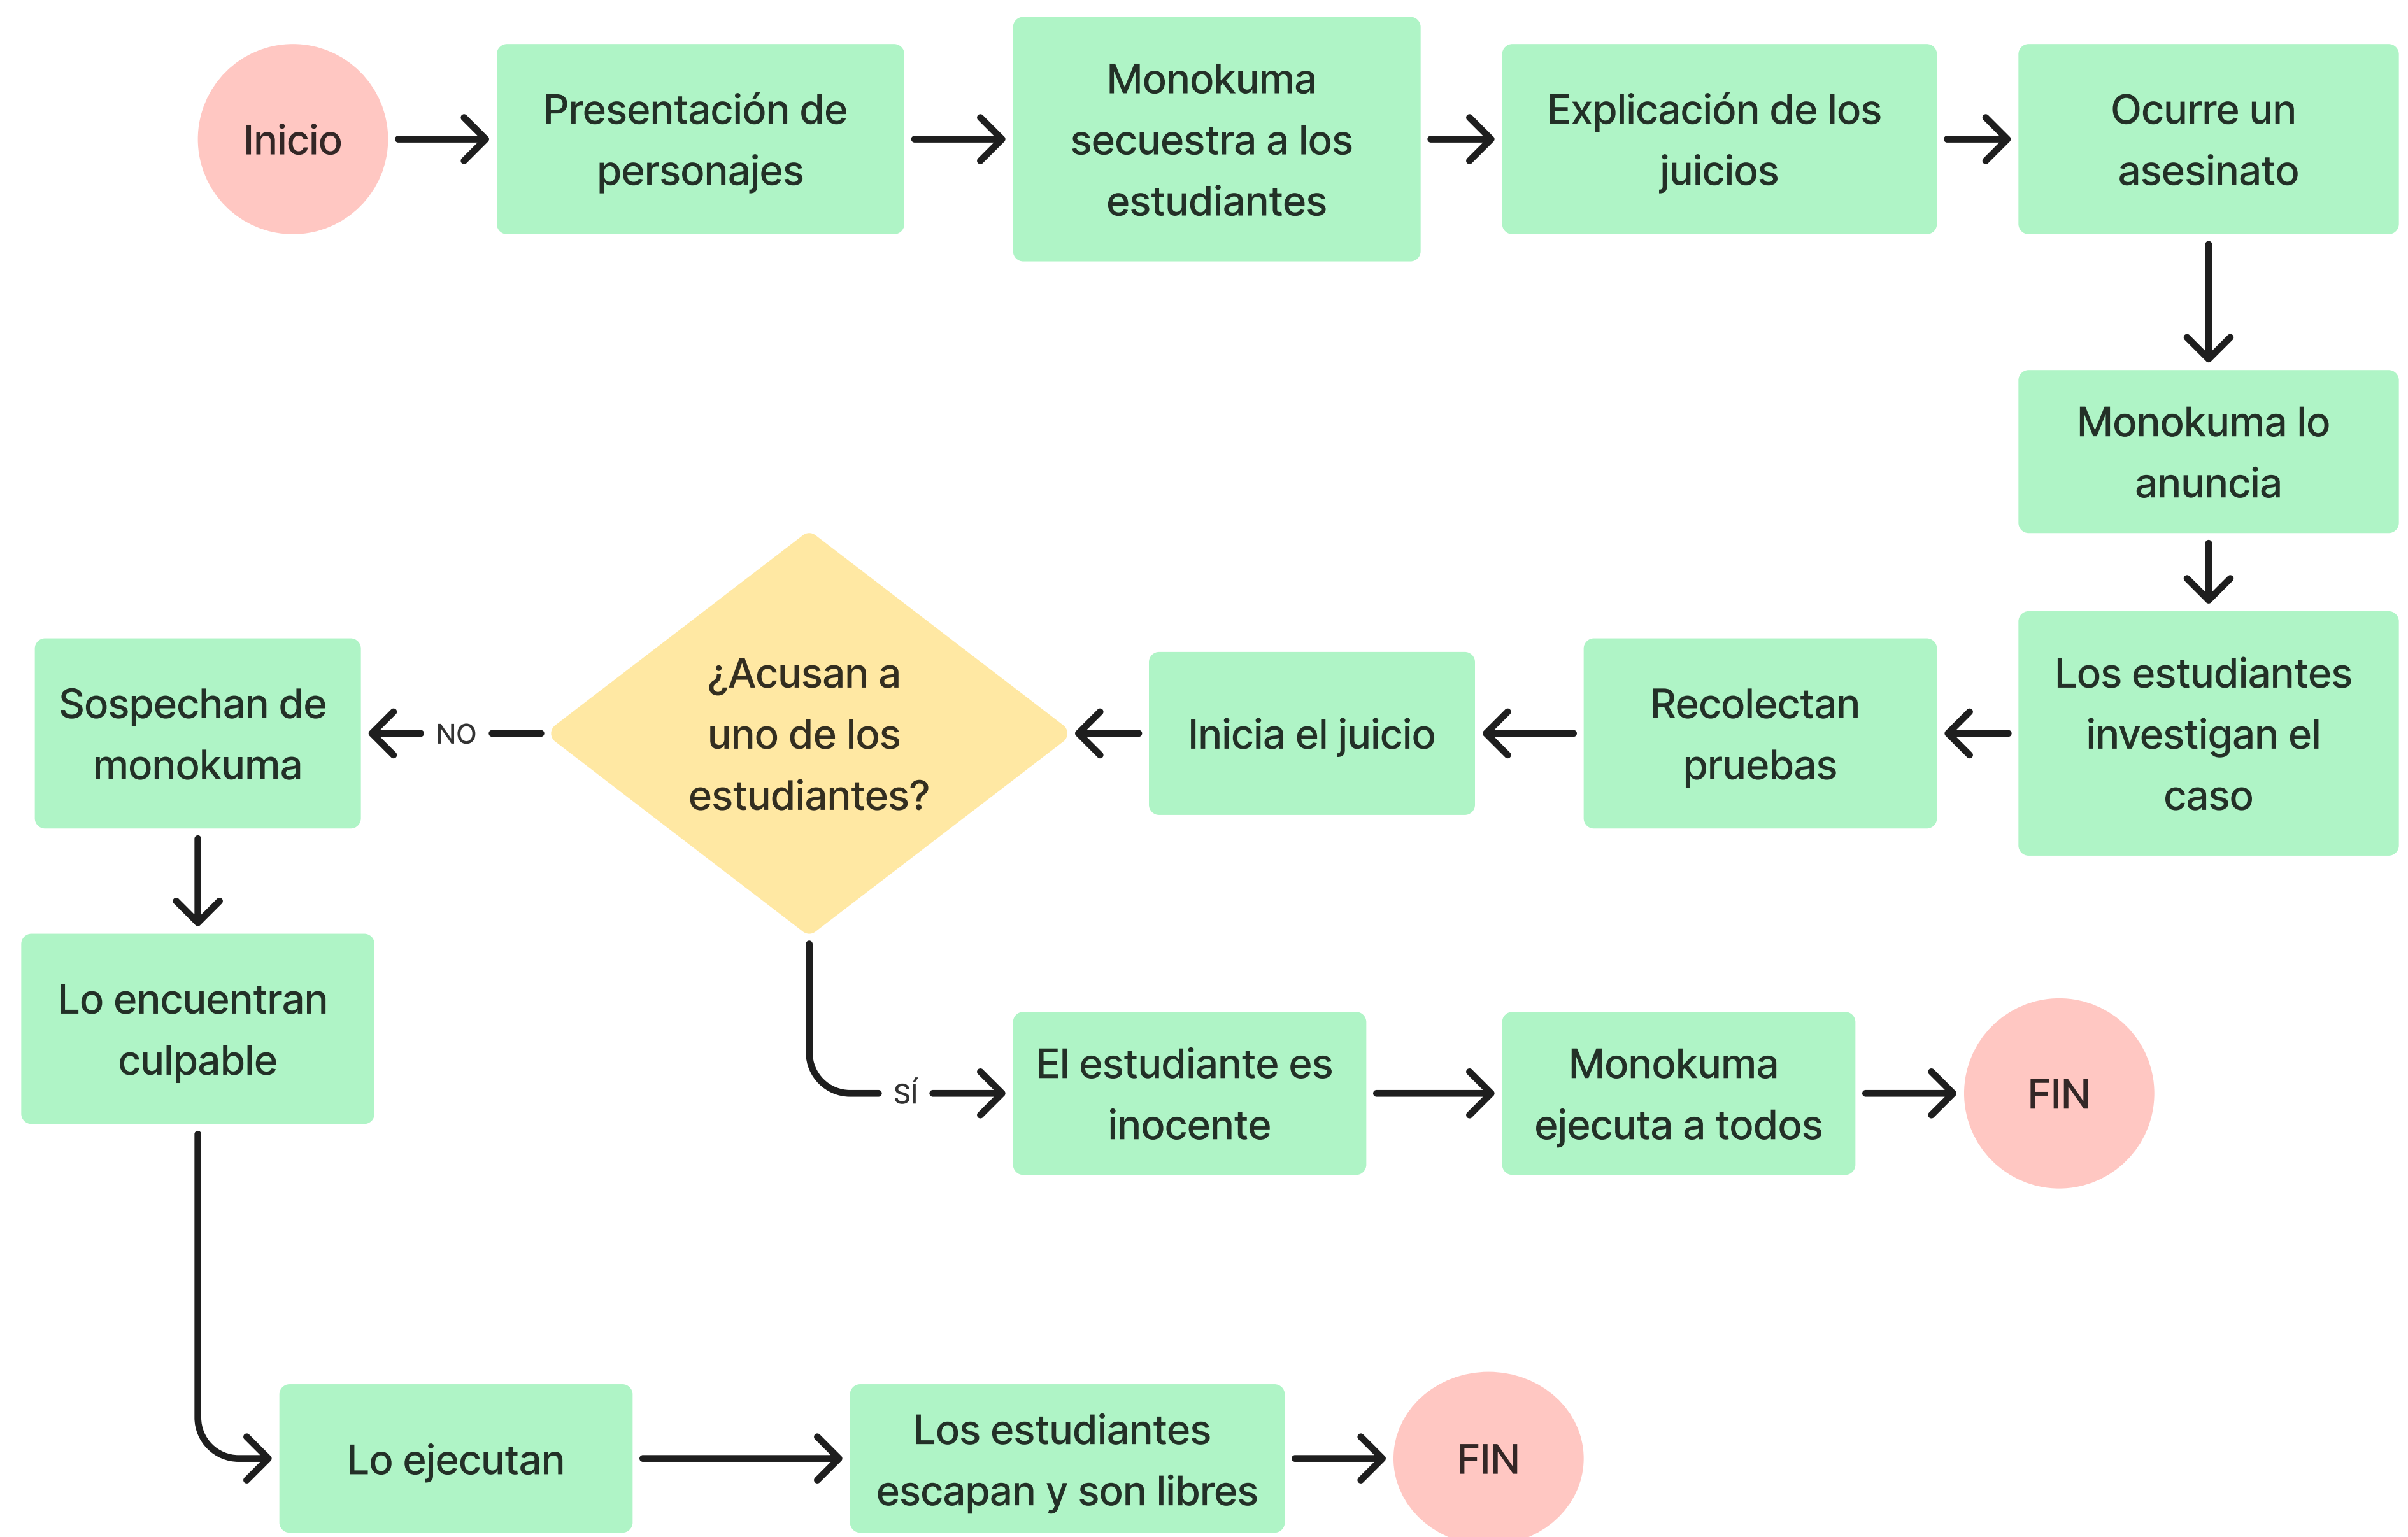 Inicio
Presentación de
personajes
Monokuma
secuestra a los
estudiantes
Explicación de los
juicios
Ocurre un
asesinato
Monokuma lo
anuncia
Los estudiantes
investigan el
caso
Recolectan
pruebas
Inicia el juicio
¿Acusan a
uno de los
estudiantes?
NO
Sospechan de
monokuma
Lo encuentran
culpable
SÍ
El estudiante es
inocente
Monokuma
ejecuta a todos
FIN
Lo ejecutan
Los estudiantes
escapan y son libres
FIN